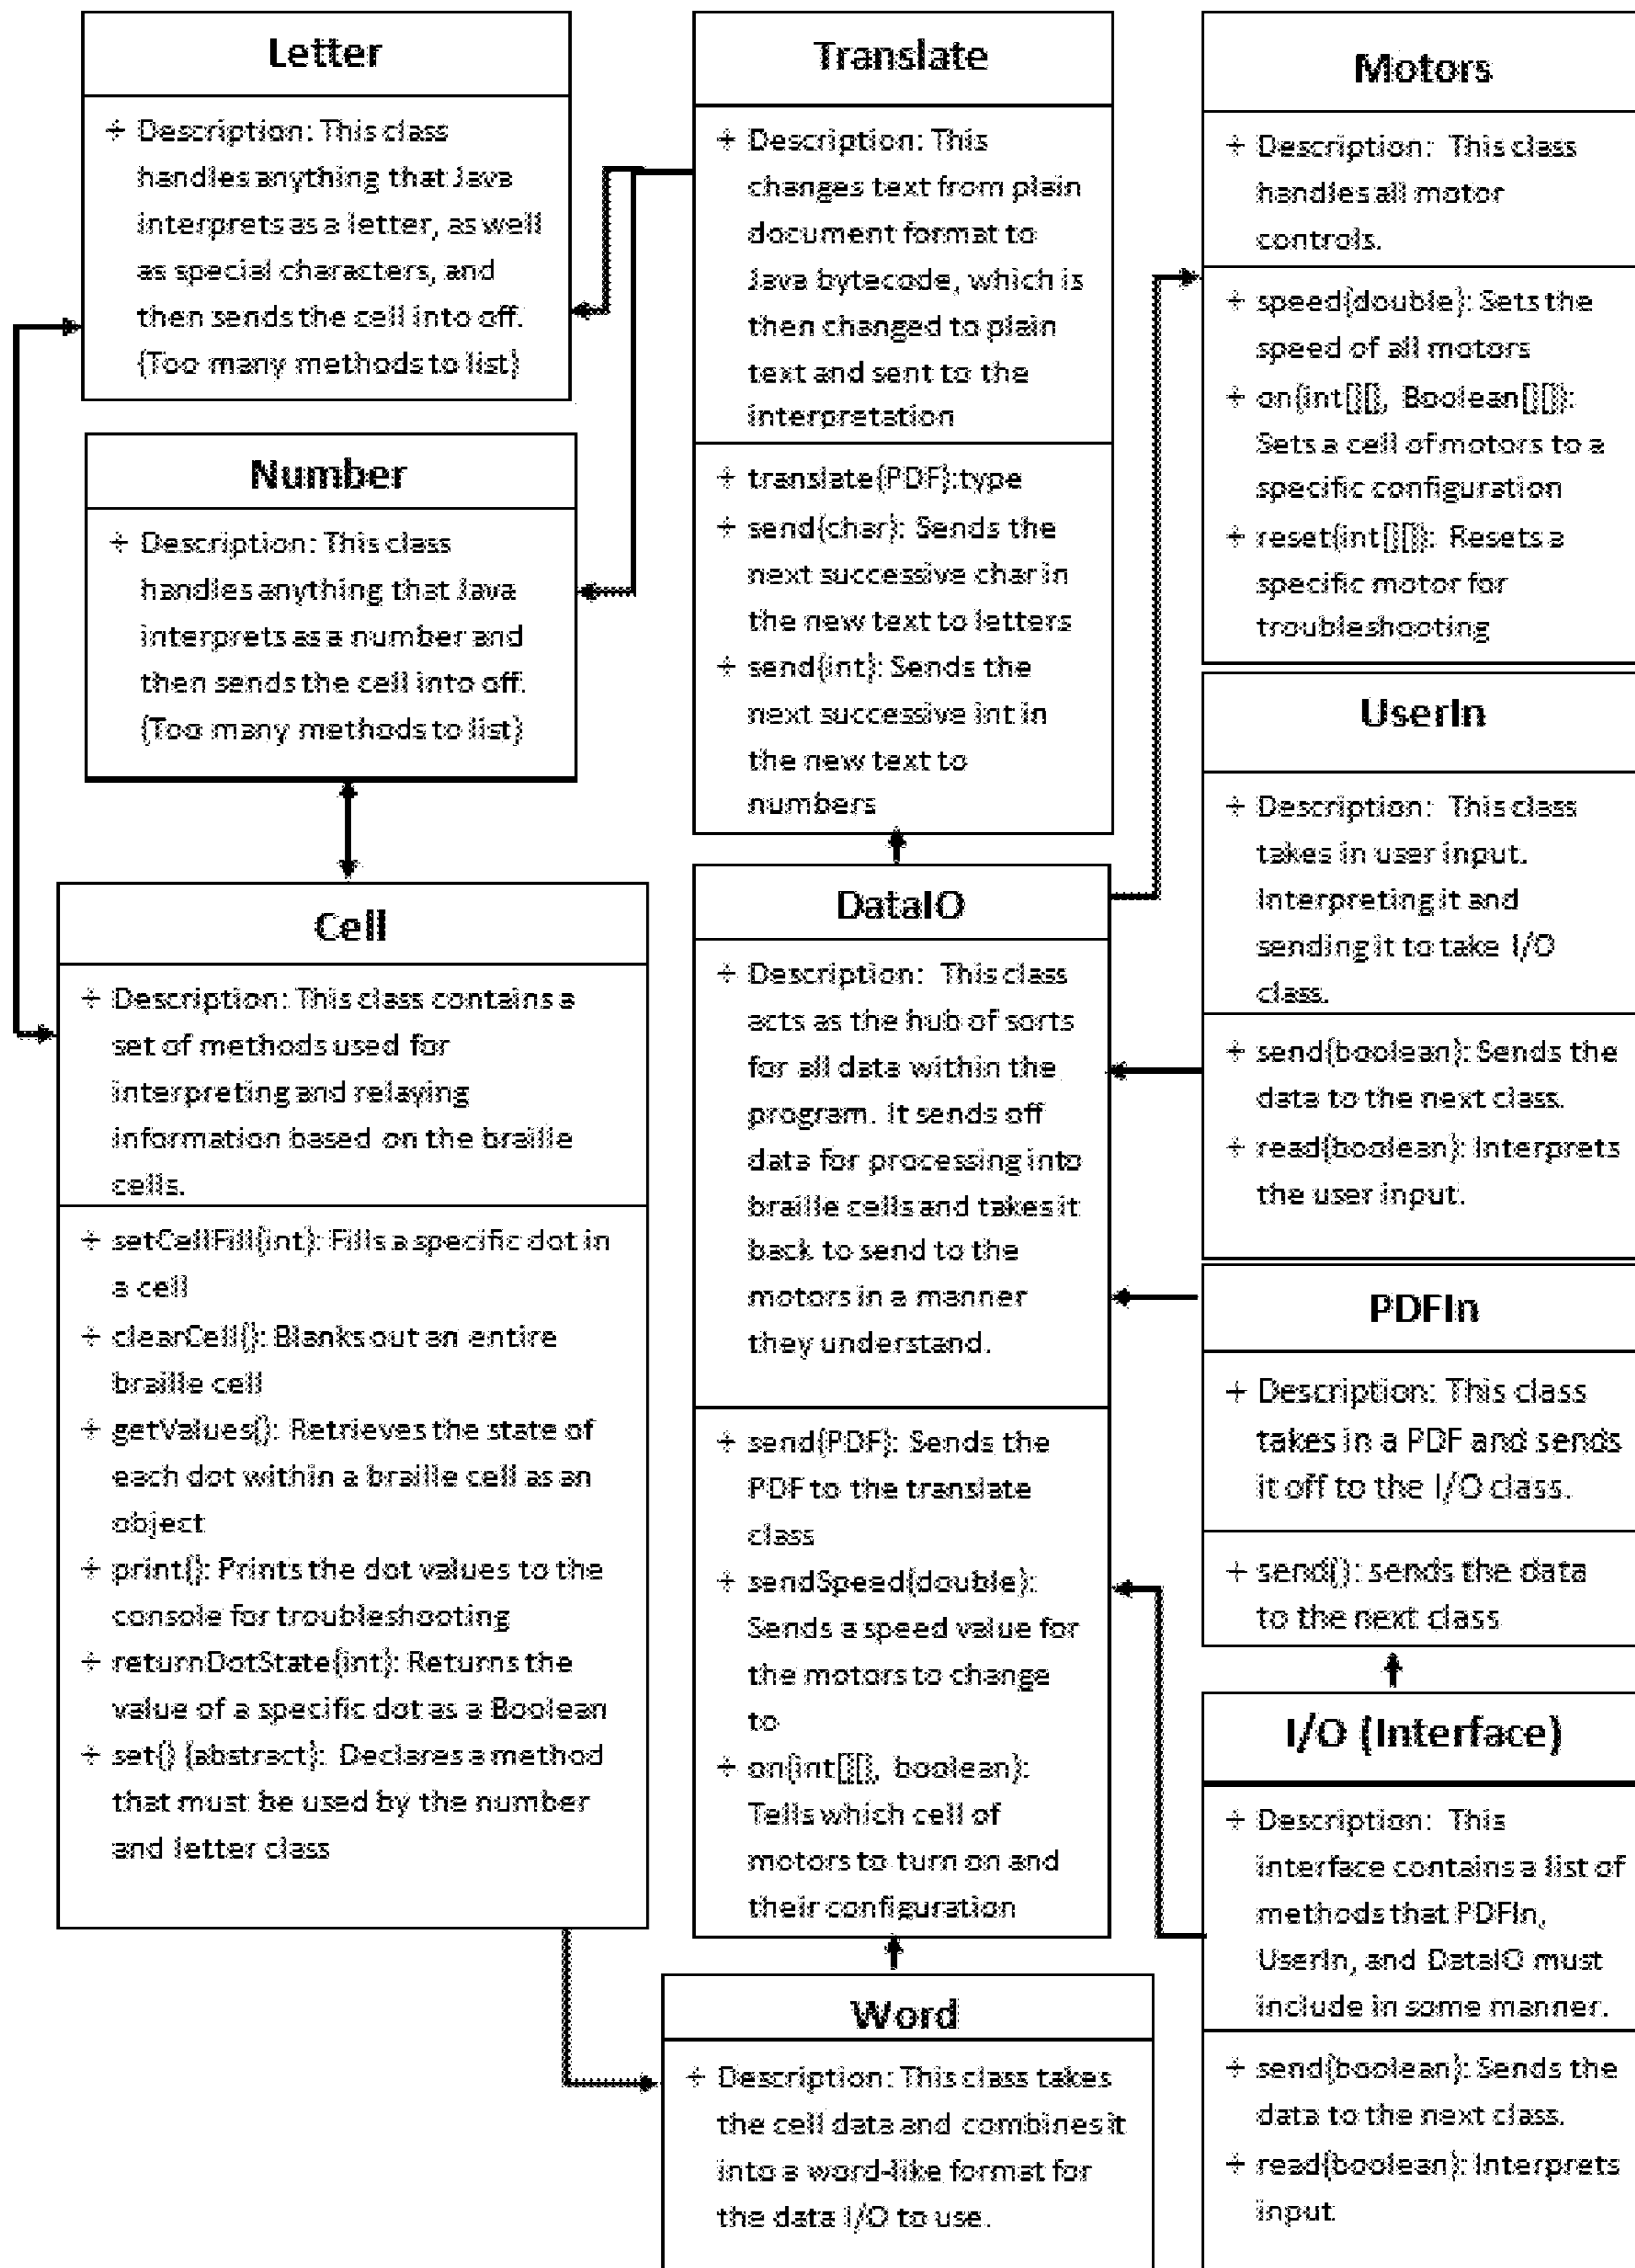 Letter
+ Description: This class
handles anything that Java
interprets as a letter, as well
as special characters, and
then sends the cell into off.
(Too many methods to list)
Number
+ Description: This class
handles anything that Java
interprets as a number and
then sends the cell into off.
(Too many methods to list)
Cell
+ Description: This class contains a
set of methods used for
interpreting and relaying
information based on the braille
cells.
+ setCellFill(int): Fills a specific dot in
a cell
+ clearCell(): Blanks out an entire
braille cell
+ getValues(): Retrieves the state of
each dot within a braille cell as an
object
+ print(): Prints the dot values to the
console for troubleshooting
+ returnDotState(int): Returns the
value of a specific dot as a Boolean
+ set() (abstract): Declares a method
that must be used by the number
and letter class
Translate
+ Description: This
changes text from plain
document format to
Java bytecode, which is
then changed to plain
text and sent to the
interpretation
+ translate(PDF):type
+ send(char): Sends the
next successive char in
the new text to letters
+ send(int): Sends the
next successive int in
the new text to
numbers
DataIO
+ Description: This class
acts as the hub of sorts
for all data within the
program. It sends off
data for processing into
braille cells and takes it
back to send to the
motors in a manner
they understand.
+ send(PDF): Sends the
PDF to the translate
class
+ sendSpeed(double):
Sends a speed value for
the motors to change
to
+ on(int[][], boolean):
Tells which cell of
motors to turn on and
their configuration
Word
+ Description: This class takes
the cell data and combines it
into a word-like format for
the data I/O to use.
Motors
+ Description: This class
handles all motor
controls.
+ speed(double): Sets the
speed of all motors
+ on(int[][], Boolean[][]):
Sets a cell of motors to a
specific configuration
+ reset(int[][]): Resets a
specific motor for
troubleshooting
UserIn
+ Description: This class
takes in user input.
Interpreting it and
sending it to take I/O
class.
+ send(boolean): Sends the
data to the next class.
+ read(boolean): Interprets
the user input.
PDFIn
+ Description: This class
takes in a PDF and sends
it off to the I/O class.
+ send(): sends the data
to the next class
I/O (Interface)
+ Description: This
interface contains a list of
methods that PDFIn,
UserIn, and DataIO must
include in some manner.
+ send(boolean): Sends the
data to the next class.
+ read(boolean): Interprets
input